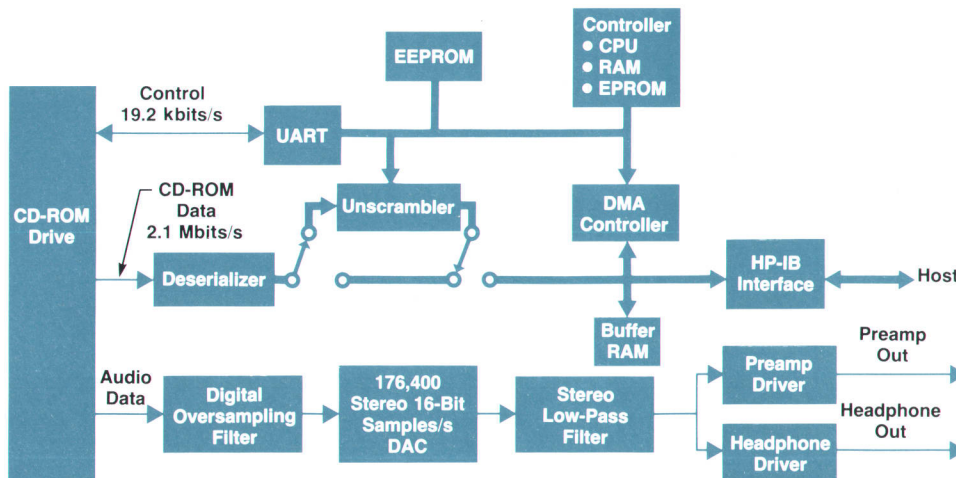 EEPROM
Controller
• CPU
• RAM
• EPROM
Control
19.2 kbits/s
UART
CD-ROM
Drive
CD-ROM
Data
2.1 Mbits/s
Unscrambler
DMA
Controller
Deserializer
HP-IB
Interface
Host
Buffer
RAM
Audio
Data
Digital
Oversampling
Filter
176,400
Stereo 16-Bit
Samples/s
DAC
Stereo
Low-Pass
Filter
Preamp
Driver
Preamp
Out
Headphone
Driver
Headphone
Out